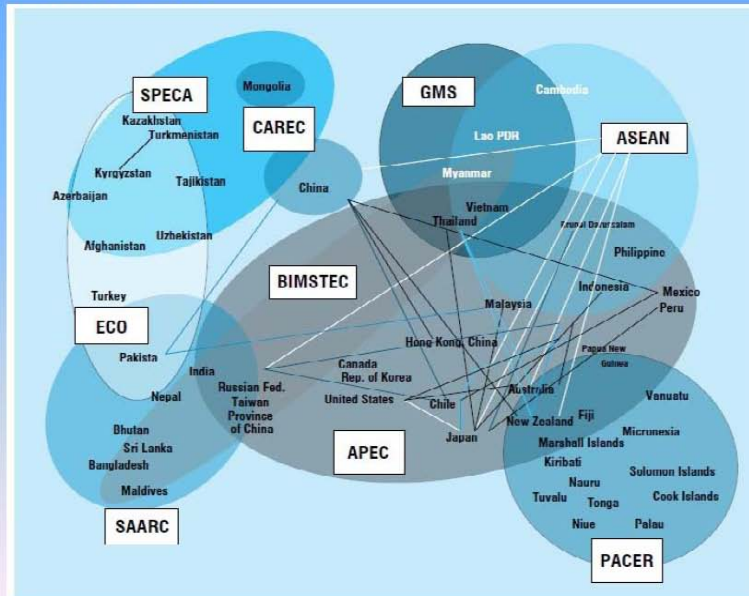 SPECA
Mongolia
GMS
Cambodia
Kazakhstan
Turkmenistan
CAREC
Lao PDR
ASEAN
Kyrgyzstan
Tajikistan
China
Myanmar
Azerbaijan
Vietnam
Thailand
Brunei Darussalam
Uzbekistan
Afghanistan
Philippine
BIMSTEC
Turkey
Malaysia
Indonesia
Mexico
Peru
ECO
Pakista
Hong Kong, China
India
Canada
Rep. of Korea
Papua New
Guinea
Nepal
Russian Fed.
Taiwan
Province
of China
United States
Australia
Chile
Vanuatu
Bhutan
New Zealand
Fiji
Japan
Micronesia
Sri Lanka
APEC
Marshall Islands
Bangladesh
Kiribati
Solomon Islands
Maldives
Nauru
Tuvalu
Tonga
Cook Islands
SAARC
Niue
Palau
PACER